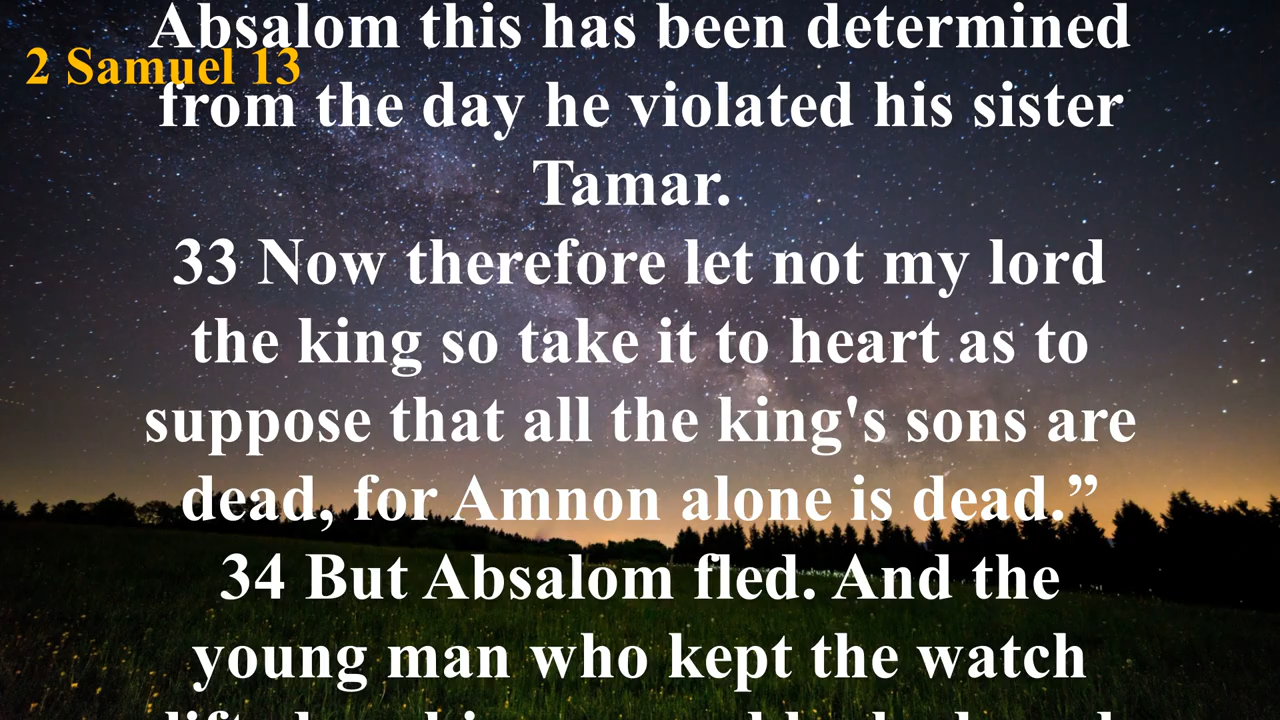 Absalom this has been determined
2 Samuel 13
from the day he violated his sister
Tamar.
33 Now therefore let not my lord
the king so take it to heart as to
suppose that all the king's sons are
dead, for Amnon alone is dead.”
34 But Absalom fled. And the
young man who kept the watch